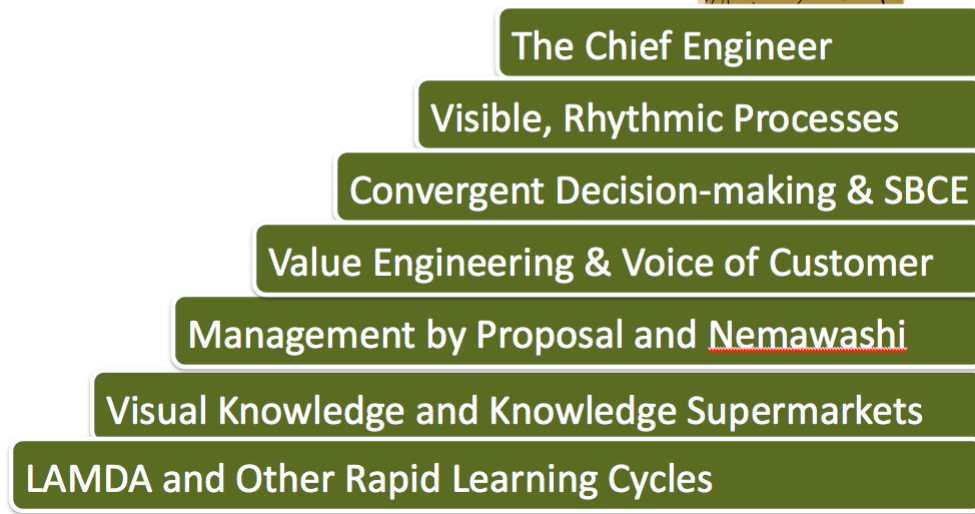 The Chief Engineer
Visible, Rhythmic Processes
Convergent Decision-making & SBCE
Value Engineering & Voice of Customer
Management by Proposal and Nemawashi
Visual Knowledge and Knowledge Supermarkets
LAMDA and Other Rapid Learning Cycles